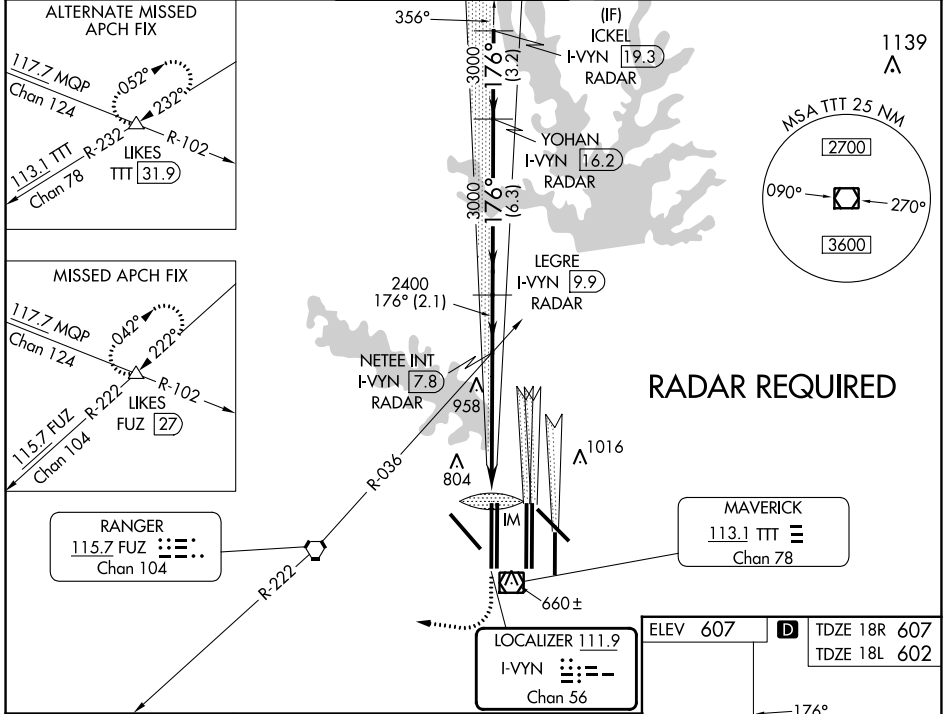 ALTERNATE MISSED
APCH FIX
117.7 MQP
Chan 124
052°
232°
R-232
R-102
113.1 TTT
Chan 78
LIKES
TTT 31.9
MISSED APCH FIX
117.7 MQP
Chan 124
042°
222°
R-222
R-102
115.7 FUZ
Chan 104
LIKES
FUZ 27
356°
(IF)
ICKEL
I-VYN 19.3
RADAR
3000
176°
(3.2)
YOHAN
I-VYN 16.2
RADAR
3000
176°
(6.3)
LEGRE
I-VYN 9.9
RADAR
2400
176° (2.1)
NETEE INT
I-VYN 7.8
RADAR
958
804
1016
1139
MSA TTT 25 NM
2700
090°
270°
3600
RADAR REQUIRED
R-036
IM
RANGER
115.7 FUZ
Chan 104
R-222
MAVERICK
113.1 TTT
Chan 78
660±
LOCALIZER 111.9
I-VYN
Chan 56
ELEV 607
D
TDZE 18R 607
TDZE 18L 602
176°